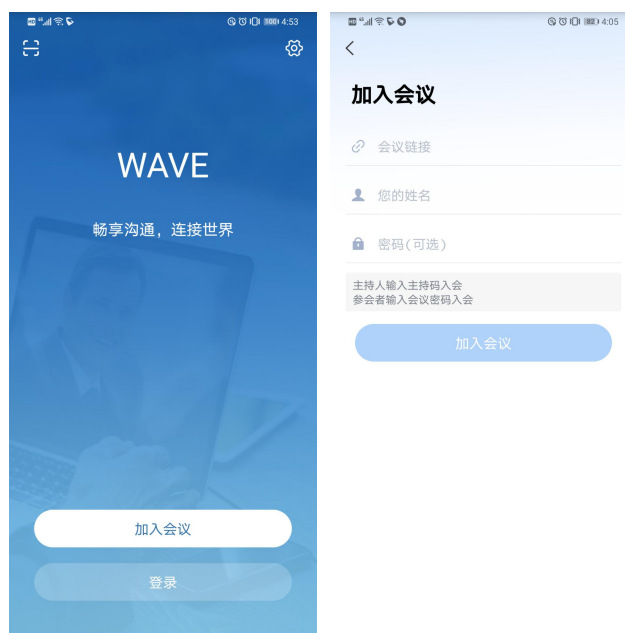 4:53
WAVE
畅享沟通，连接世界
加入会议
登录
4:05
加入会议
会议链接
您的姓名
密码(可选)
主持人输入主持码入会
参会者输入会议密码入会
加入会议